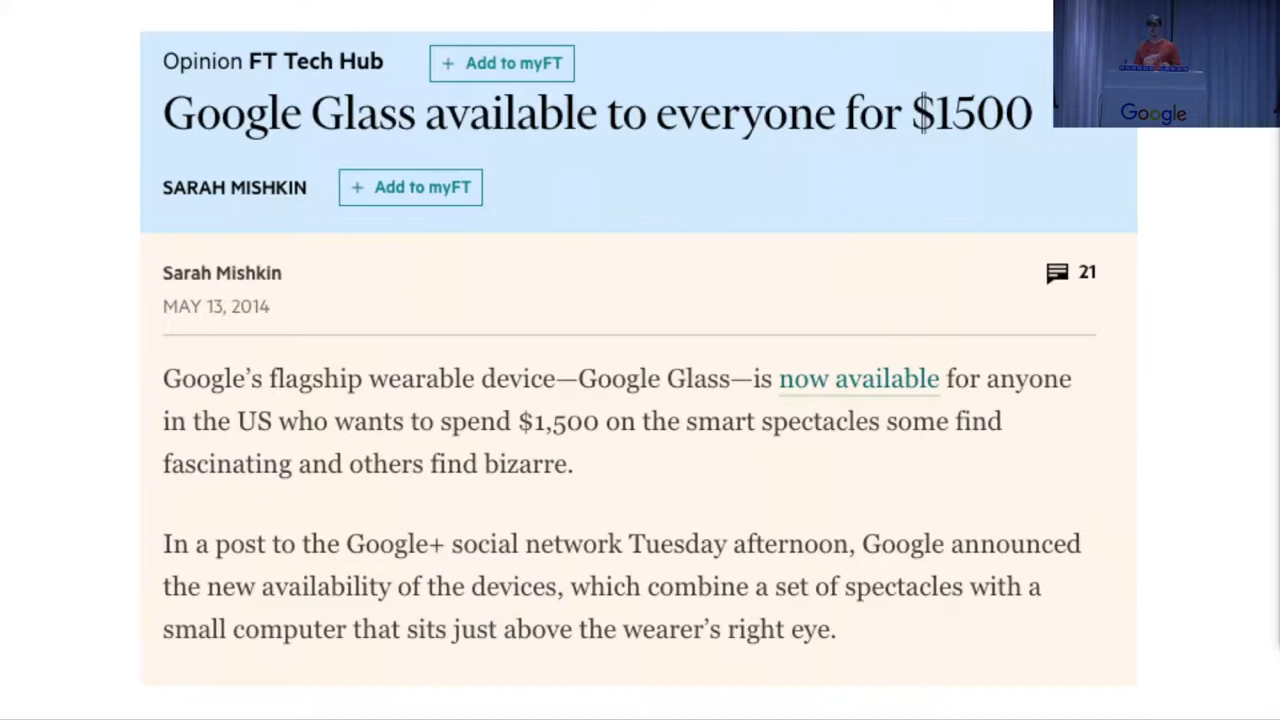 Opinion FT Tech Hub
+ Add to myFT
Google Glass available to everyone for $1500
SARAH MISHKIN
+ Add to myFT
Sarah Mishkin
21
MAY 13, 2014
Google’s flagship wearable device—Google Glass—is now available for anyone
in the US who wants to spend $1,500 on the smart spectacles some find
fascinating and others find bizarre.
In a post to the Google+ social network Tuesday afternoon, Google announced
the new availability of the devices, which combine a set of spectacles with a
small computer that sits just above the wearer’s right eye.
Google